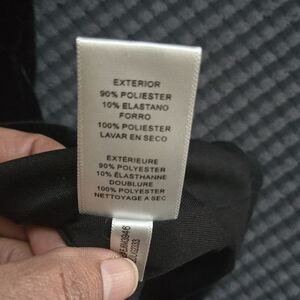 EXTERIOR
90% POLIESTER
10% ELASTANO
FORRO
100% POLIESTER
LAVAR EN SECO
EXTÉRIEURE
90% POLYESTER
10% ÉLASTHANNE
DOUBLURE
100% POLYESTER
NETTOYAGE A SEC